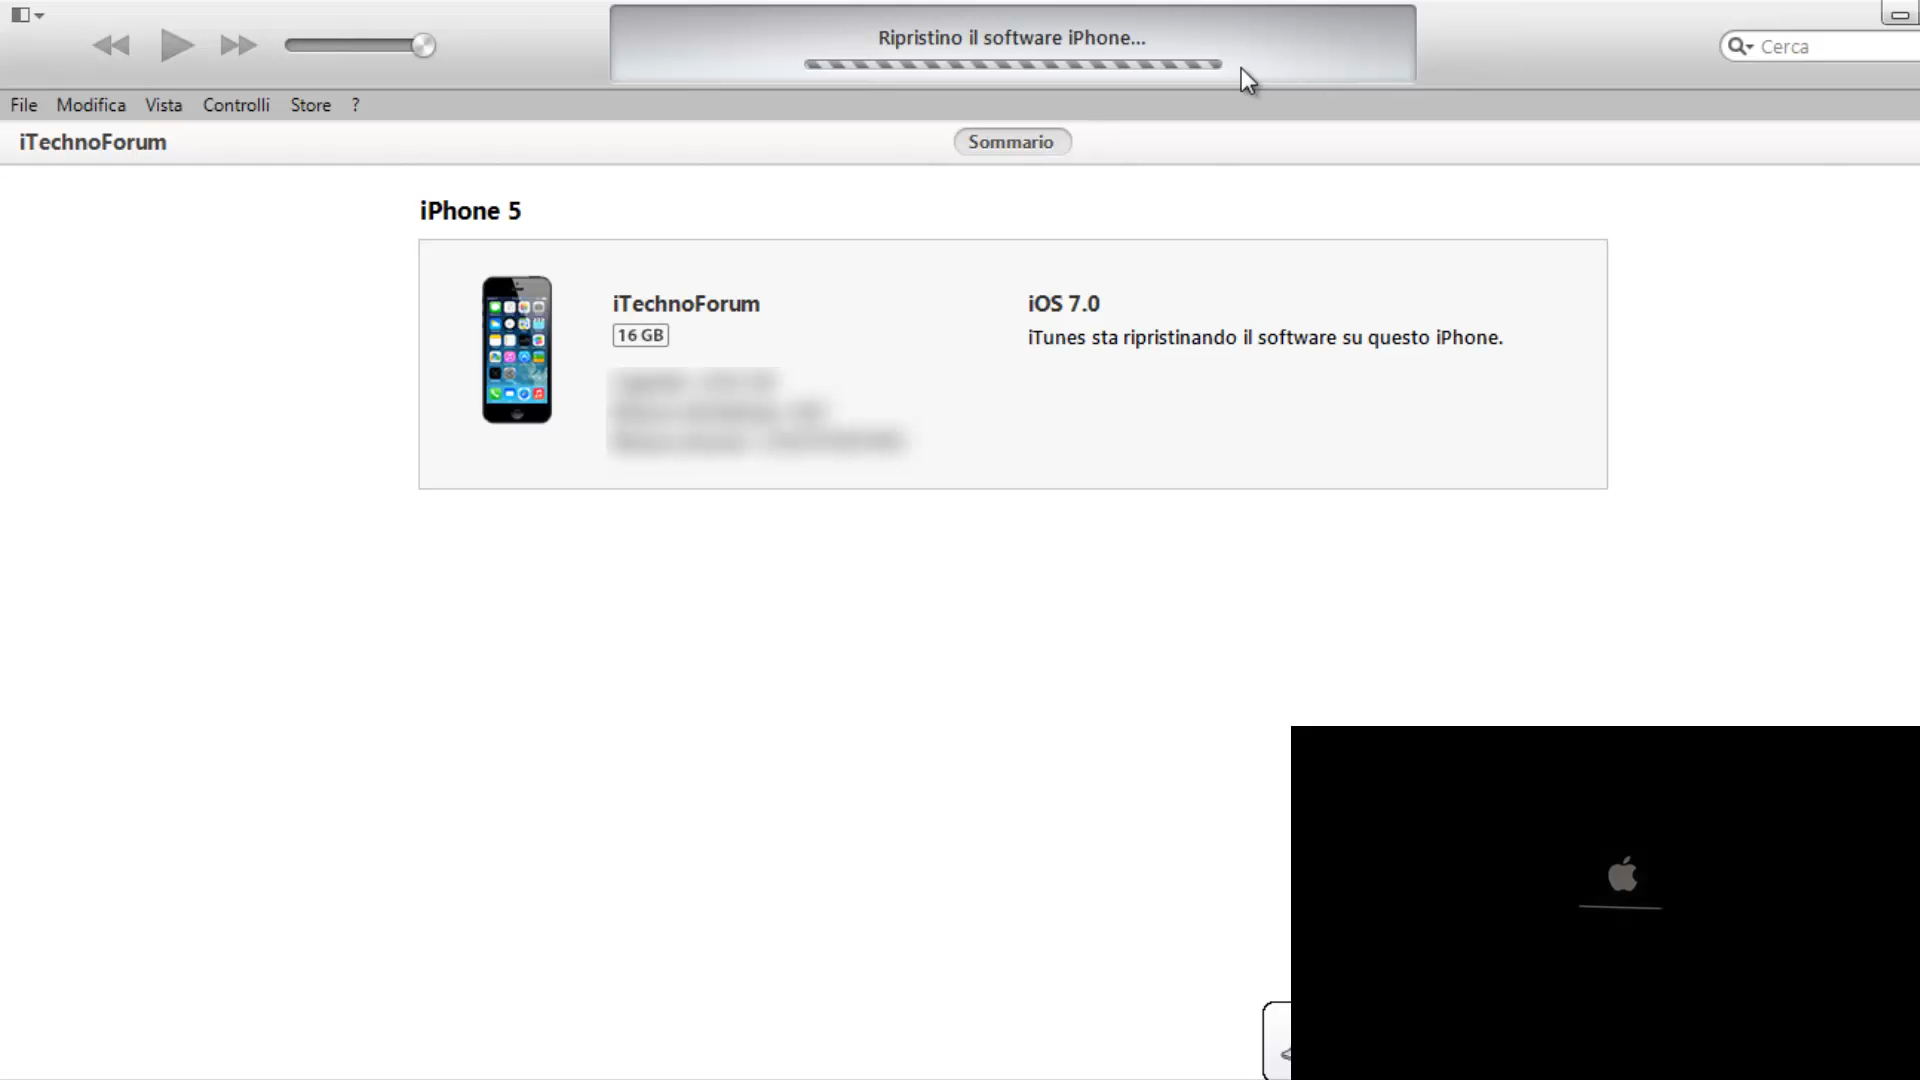 Ripristino il software iPhone...
Cerca
File Modifica Vista Controlli Store ?
iTechnoForum
Sommario
iPhone 5
iTechnoForum
16 GB
iOS 7.0
iTunes sta ripristinando il software su questo iPhone.